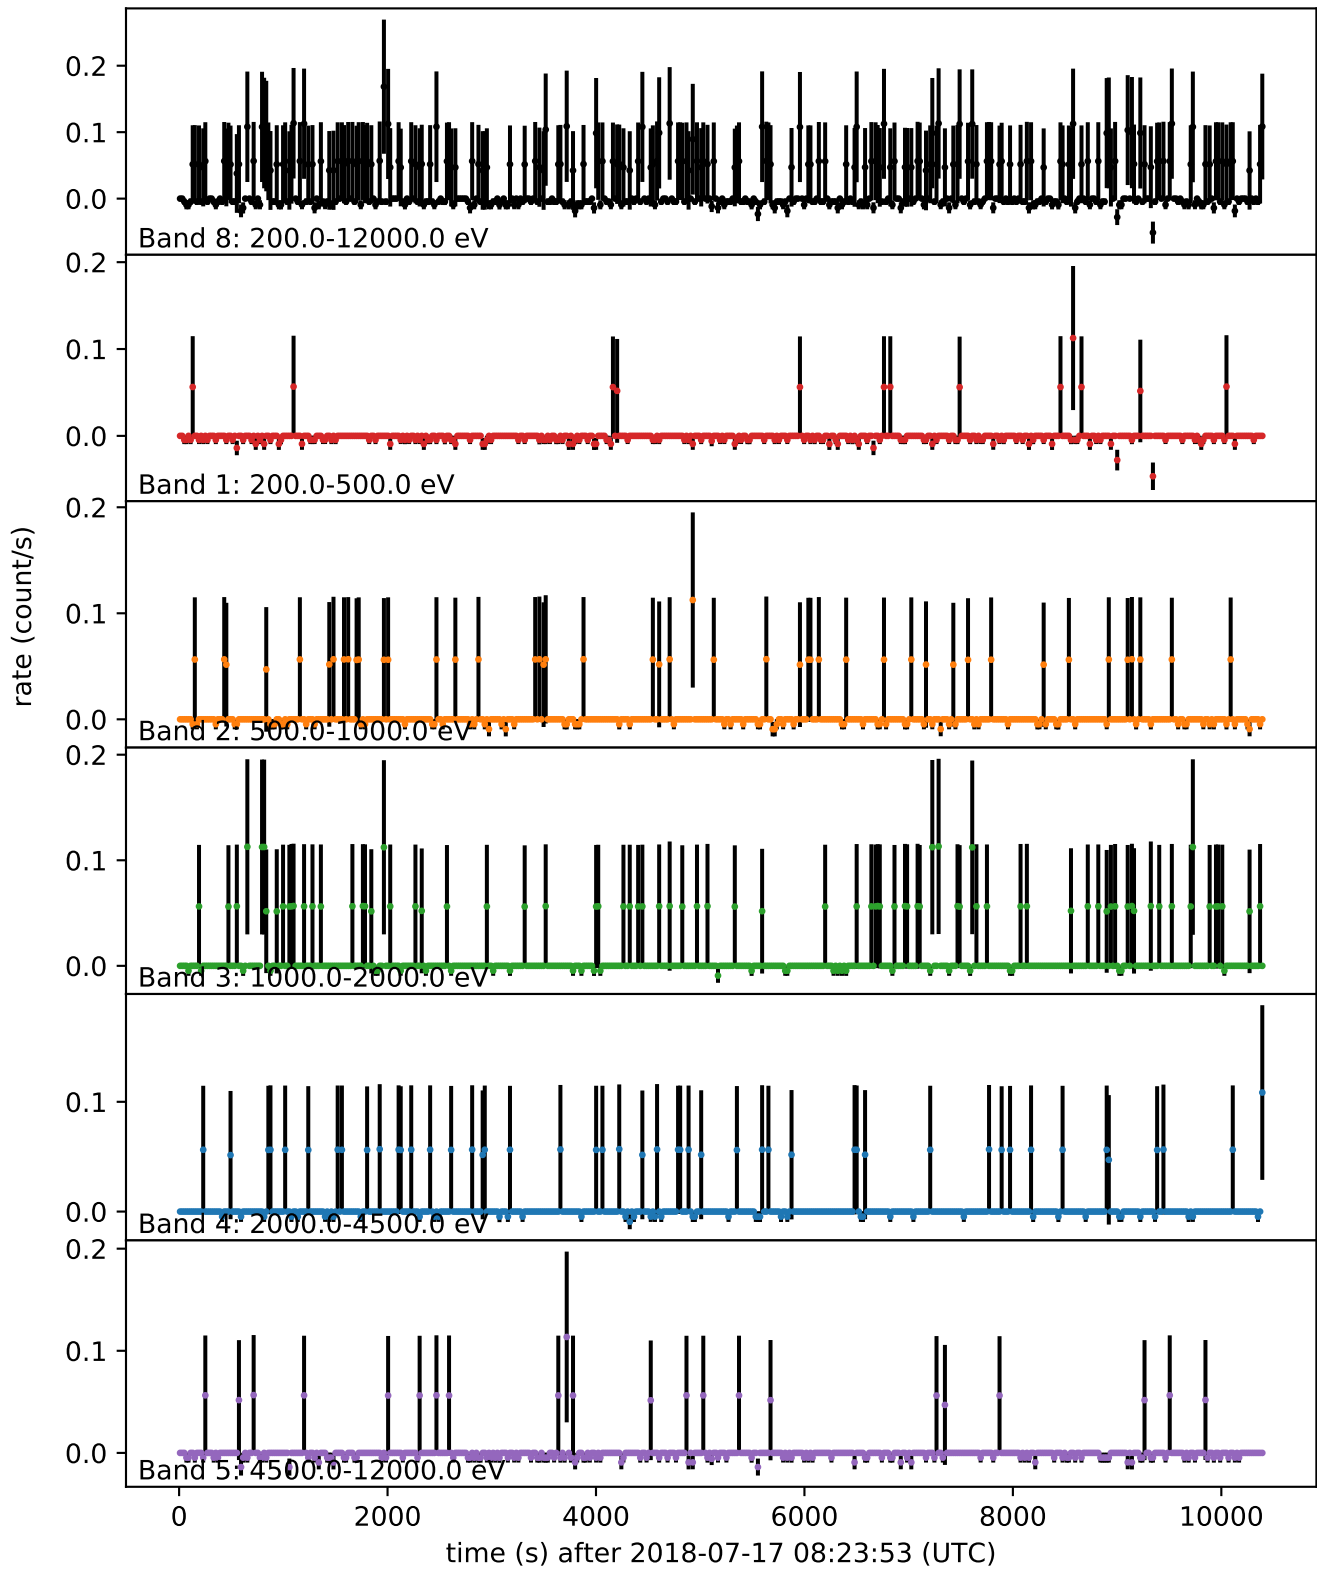 0.2
0.1
0.0
Band 8: 200.0-12000.0 eV
0.2
0.1
0.0
Band 1: 200.0-500.0 eV
0.2
0.1
0.0
Band 2: 500.0-1000.0 eV
rate (count/s)
0.2
0.1
0.0
Band 3: 1000.0-2000.0 eV
0.1
0.0
Band 4: 2000.0-4500.0 eV
0.2
0.1
0.0
Band 5: 4500.0-12000.0 eV
0 2000 4000 6000 8000 10000
time (s) after 2018-07-17 08:23:53 (UTC)